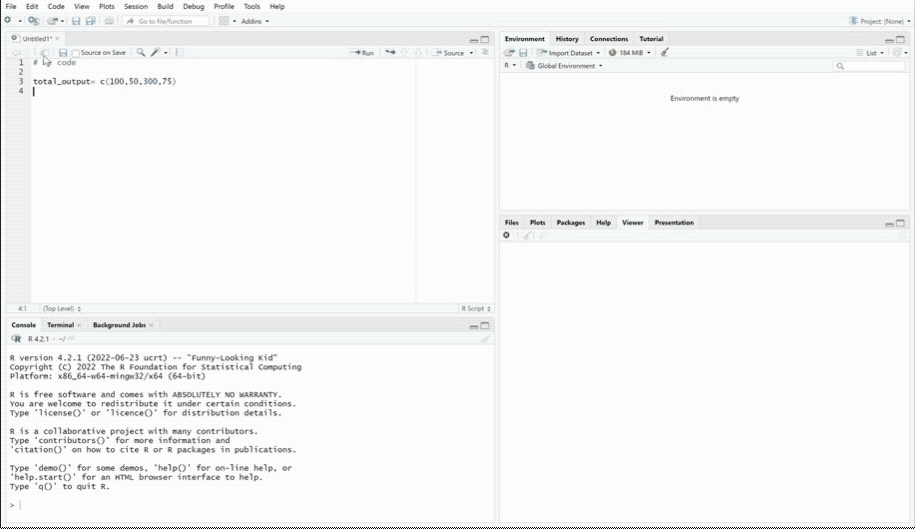 File Edit Code View Plots Session Build Debug Profile Tools Help
Go to file/function Addins Project: (None)
Untitled1*
Source on Save Run Source
1 # code
2
3 total_output= c(100,50,300,75)
4
4:1 (Top Level) R Script
Console Terminal Background Jobs
R 4.2.1 · ~/
R version 4.2.1 (2022-06-23 ucrt) -- "Funny-Looking Kid"
Copyright (C) 2022 The R Foundation for Statistical Computing
Platform: x86_64-w64-mingw32/x64 (64-bit)
R is free software and comes with ABSOLUTELY NO WARRANTY.
You are welcome to redistribute it under certain conditions.
Type 'license()' or 'licence()' for distribution details.
R is a collaborative project with many contributors.
Type 'contributors()' for more information and
'citation()' on how to cite R or R packages in publications.
Type 'demo()' for some demos, 'help()' for on-line help, or
'help.start()' for an HTML browser interface to help.
Type 'q()' to quit R.
>
Environment History Connections Tutorial
Import Dataset 184 MiB List
R Global Environment
Environment is empty
Files Plots Packages Help Viewer Presentation